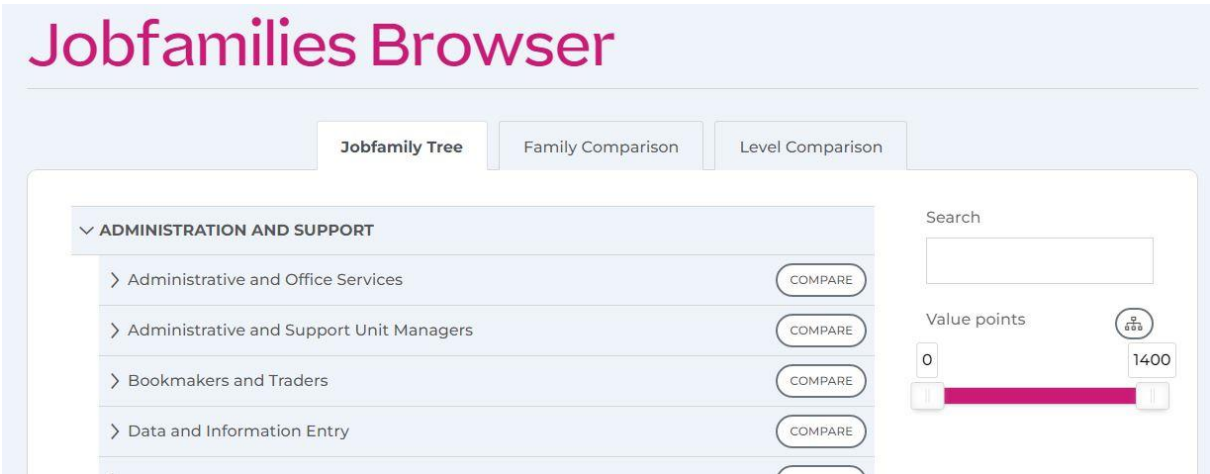 Jobfamilies Browser
Jobfamily Tree
Family Comparison
Level Comparison
ADMINISTRATION AND SUPPORT
Administrative and Office Services COMPARE
Administrative and Support Unit Managers COMPARE
Bookmakers and Traders COMPARE
Data and Information Entry COMPARE
Search
Value points
0 1400